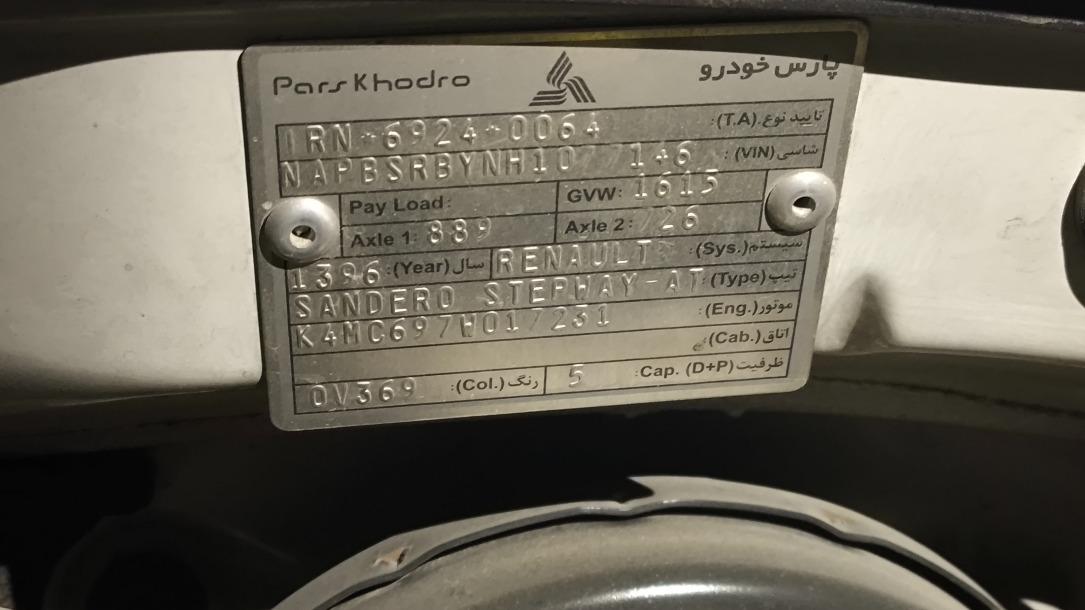 Pars Khodro پارس خودرو
IRN-6924-0064 تایید نوع.(T.A):
شاسی(VIN):
Pay Load: GVW: 1615
Axle 1: 889 Axle 2: 726
1396 سال(Year): RENAULT سیستم(Sys.):
SANDERO STEPWAY-AT تیپ(Type):
موتور(Eng.):
اتاق(Cab.):
OV369 رنگ(Col.): 5 ظرفیت(D+P) Cap.: